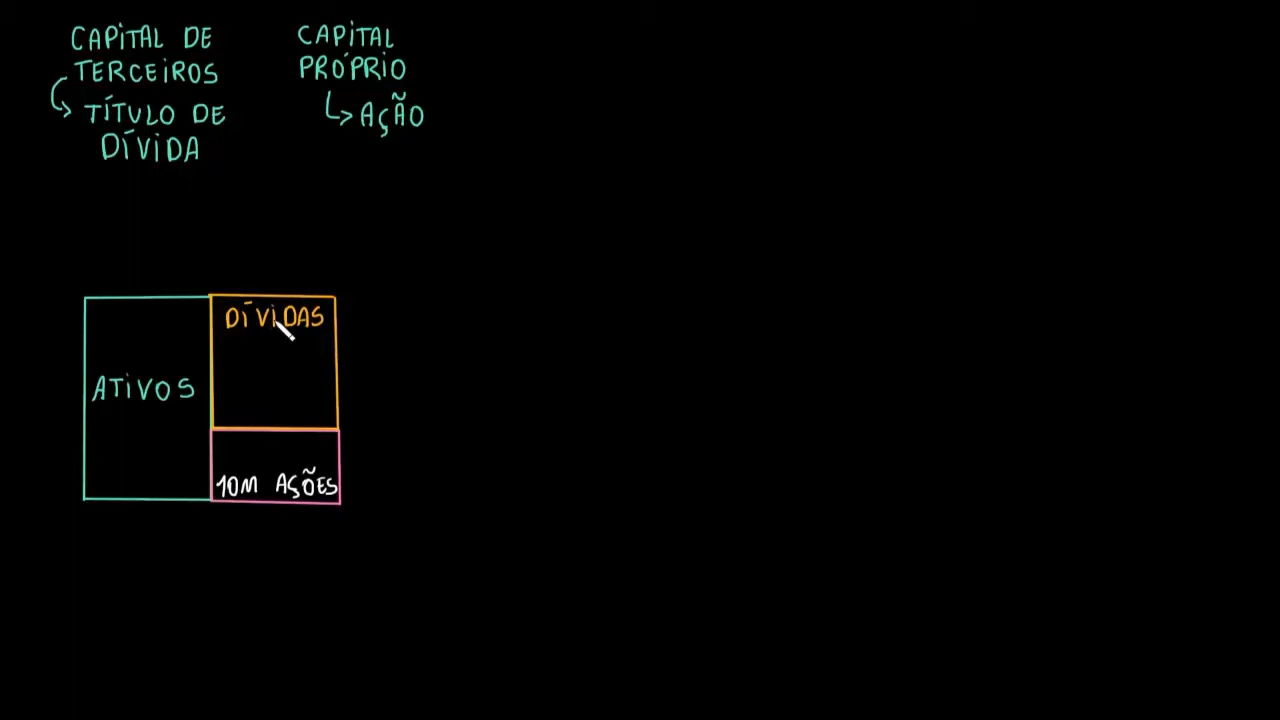 CAPITAL DE
TERCEIROS
TÍTULO DE
DÍVIDA
CAPITAL
PRÓPRIO
AÇÃO
DÍVIDAS
ATIVOS
10M AÇÕES